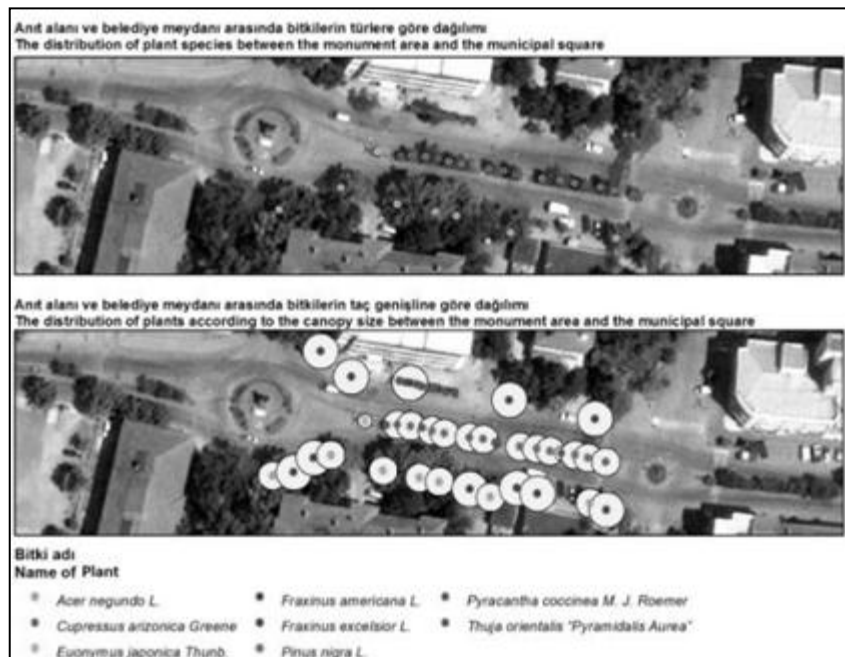 Anıt alanı ve belediye meydanı arasında bitkilerin türlere göre dağılımı
The distribution of plant species between the monument area and the municipal square
Anıt alanı ve belediye meydanı arasında bitkilerin taç genişline göre dağılımı
The distribution of plants according to the canopy size between the monument area and the municipal square
Bitki adı
Name of Plant
Acer negundo L. Fraxinus americana L. Pyracantha coccinea M. J. Roemer
Cupressus arizonica Greene Fraxinus excelsior L. Thuja orientalis "Pyramidalis Aurea"
Euonymus japonica Thunb. Pinus nigra L.